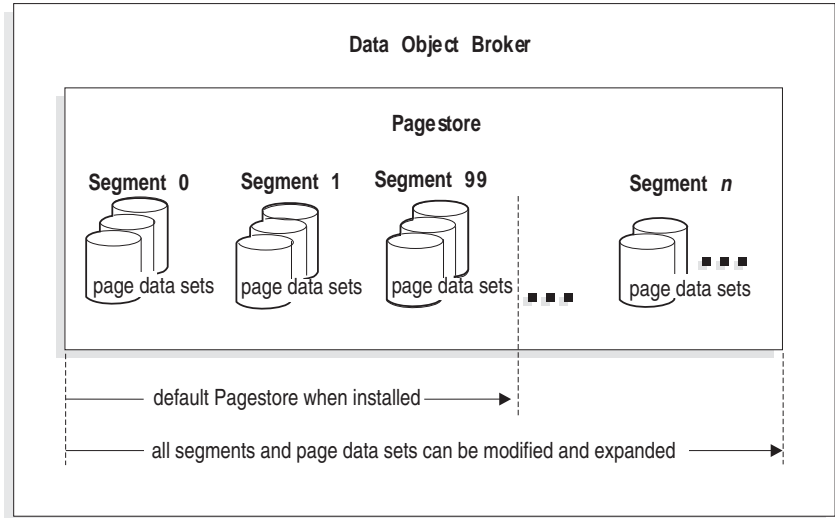 Data Object Broker
Pagestore
Segment 0
Segment 1
Segment 99
Segment n
page data sets
page data sets
page data sets
page data sets
default Pagestore when installed
all segments and page data sets can be modified and expanded